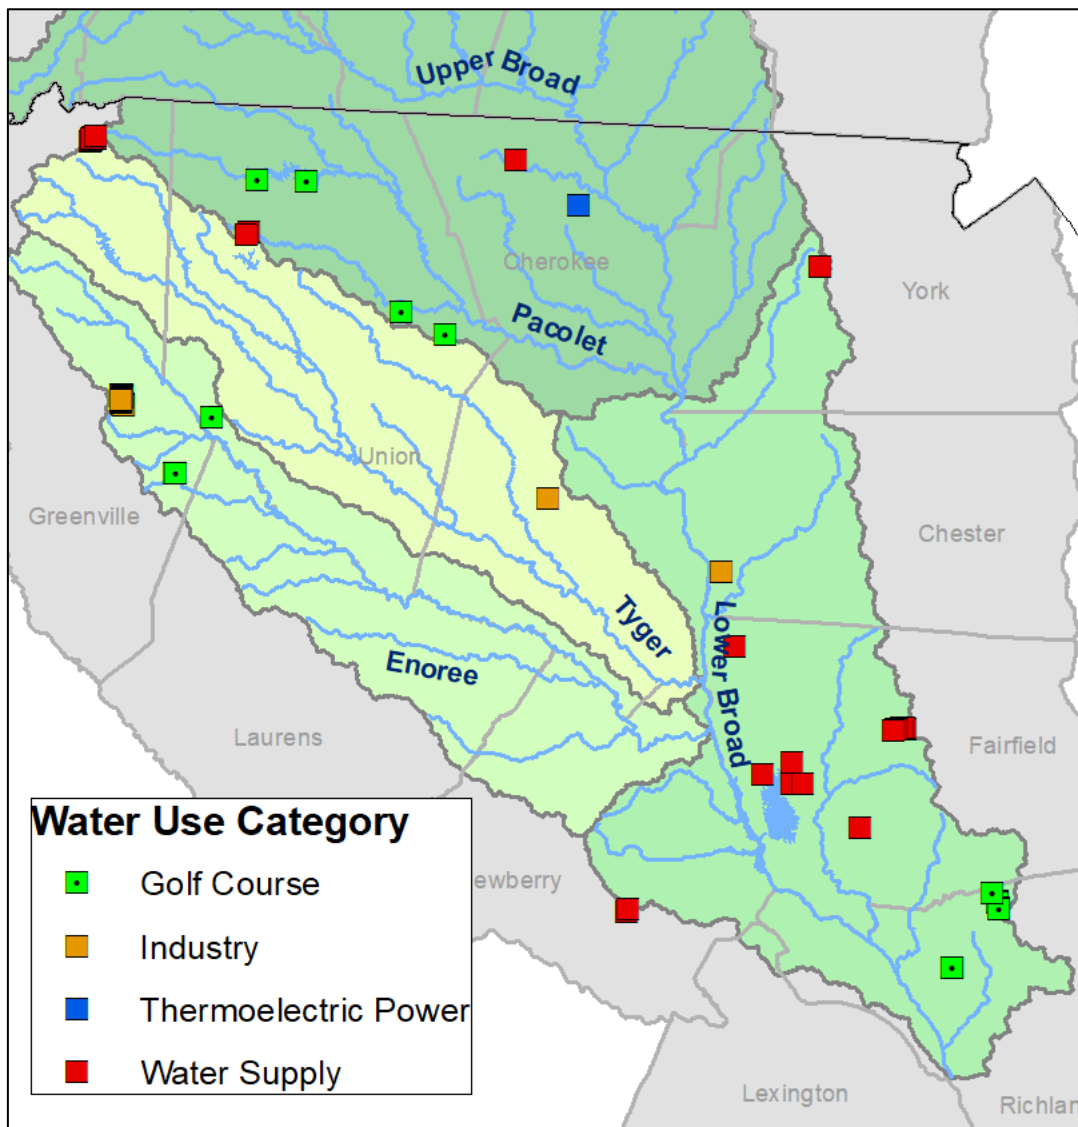 Upper Broad
Cherokee
York
Pacolet
Union
Greenville
Chester
Tyger
Lower Broad
Enoree
Laurens
Fairfield
Water Use Category
Golf Course
ewberry
Industry
Thermoelectric Power
Water Supply
Lexington
Richlan